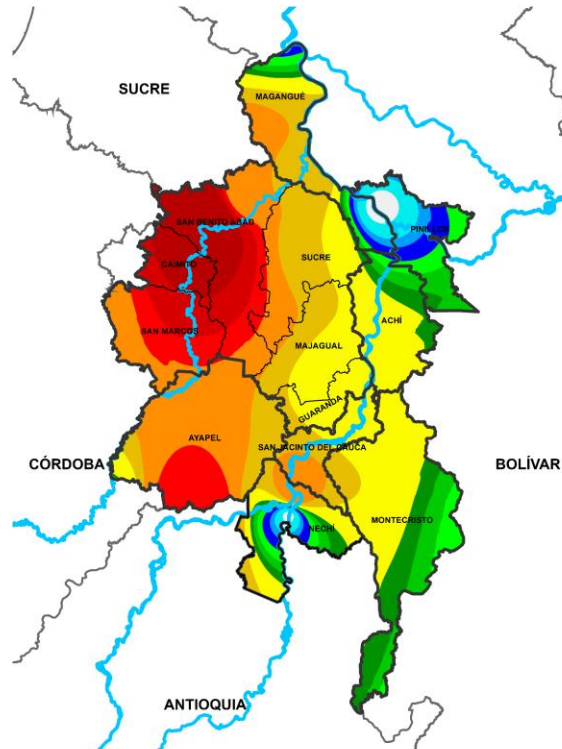 SUCRE
MAGANGUÉ
SAN BENITO ABAD
PINILLOS
CAIMITO
SUCRE
SAN MARCOS
ACHÍ
MAJAGUAL
GUARANDA
AYAPEL
SAN JACINTO DEL CAUCA
CÓRDOBA
BOLÍVAR
MONTECRISTO
NECHÍ
ANTIOQUIA